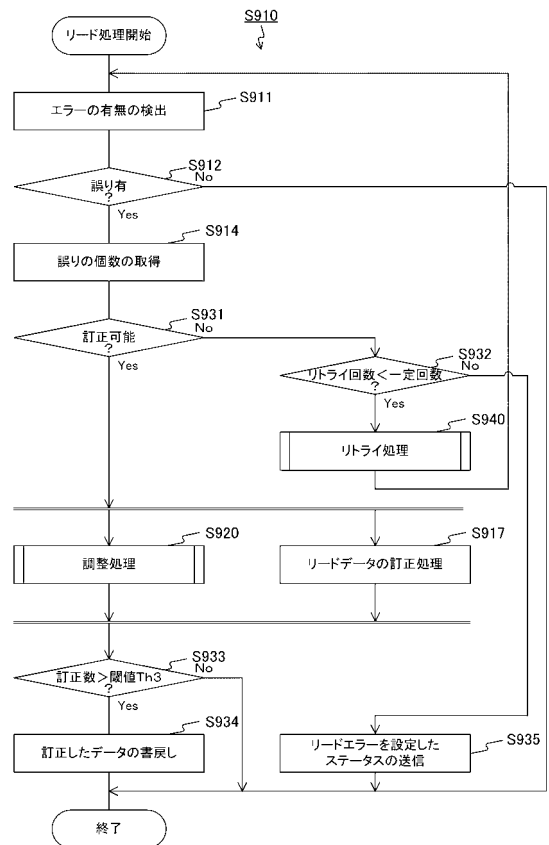 S910
リード処理開始
エラーの有無の検出
S911
誤り有
?
S912
No
Yes
誤りの個数の取得
S914
訂正可能
?
S931
No
Yes
リトライ回数<一定回数
?
S932
No
Yes
リトライ処理
S940
調整処理
S920
リードデータの訂正処理
S917
訂正数>閾値Th3
?
S933
No
Yes
訂正したデータの書戻し
S934
リードエラーを設定した
ステータスの送信
S935
終了